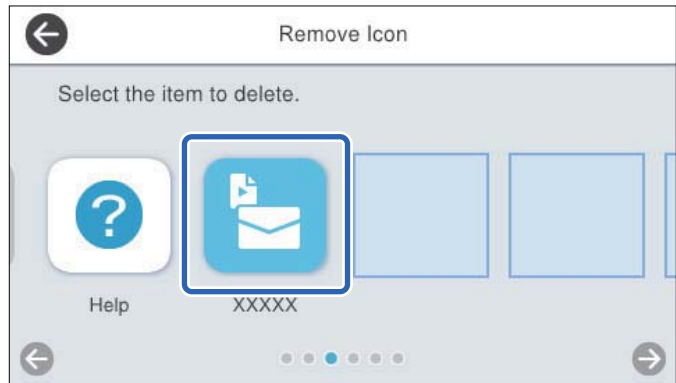 Remove Icon
Select the item to delete.
?
Help
XXXXX